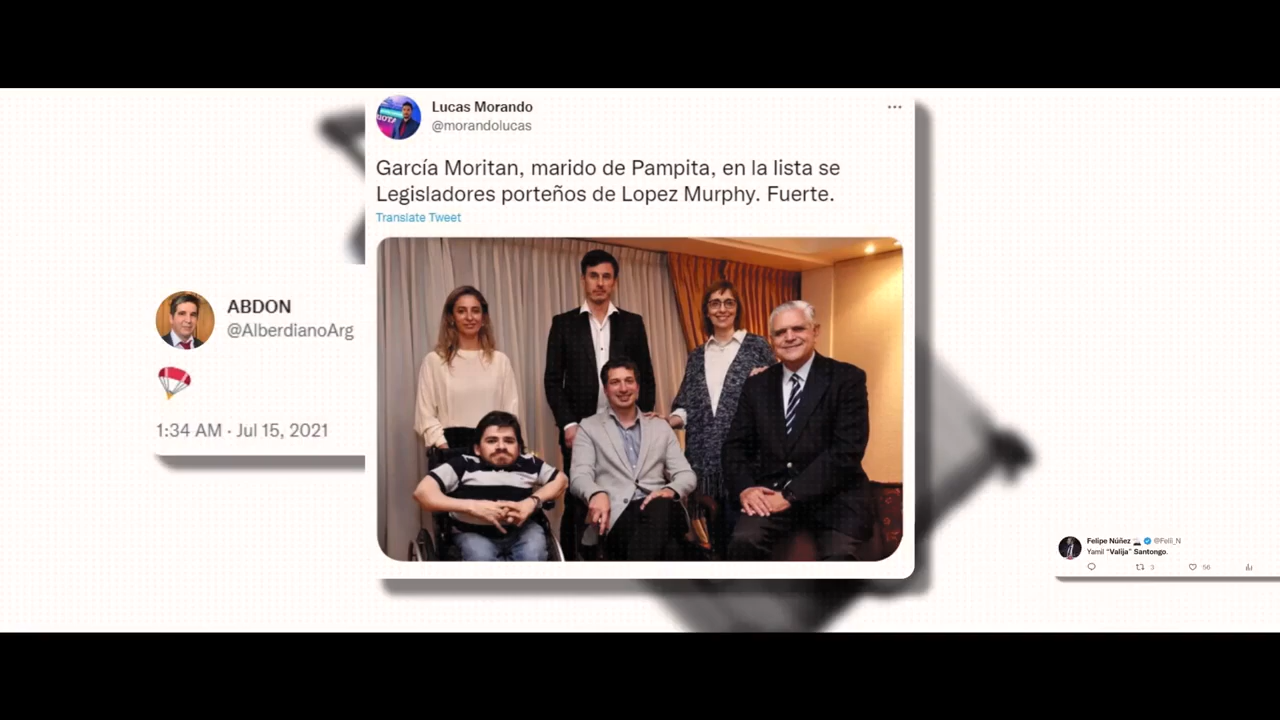 Lucas Morando
@morandolucas
García Moritan, marido de Pampita, en la lista se
Legisladores porteños de Lopez Murphy. Fuerte.
Translate Tweet
ABDON
@AlberdianoArg
1:34 AM · Jul 15, 2021
Felipe Núñez @Felii_N
Yamil "Valija" Santongo.
3 56